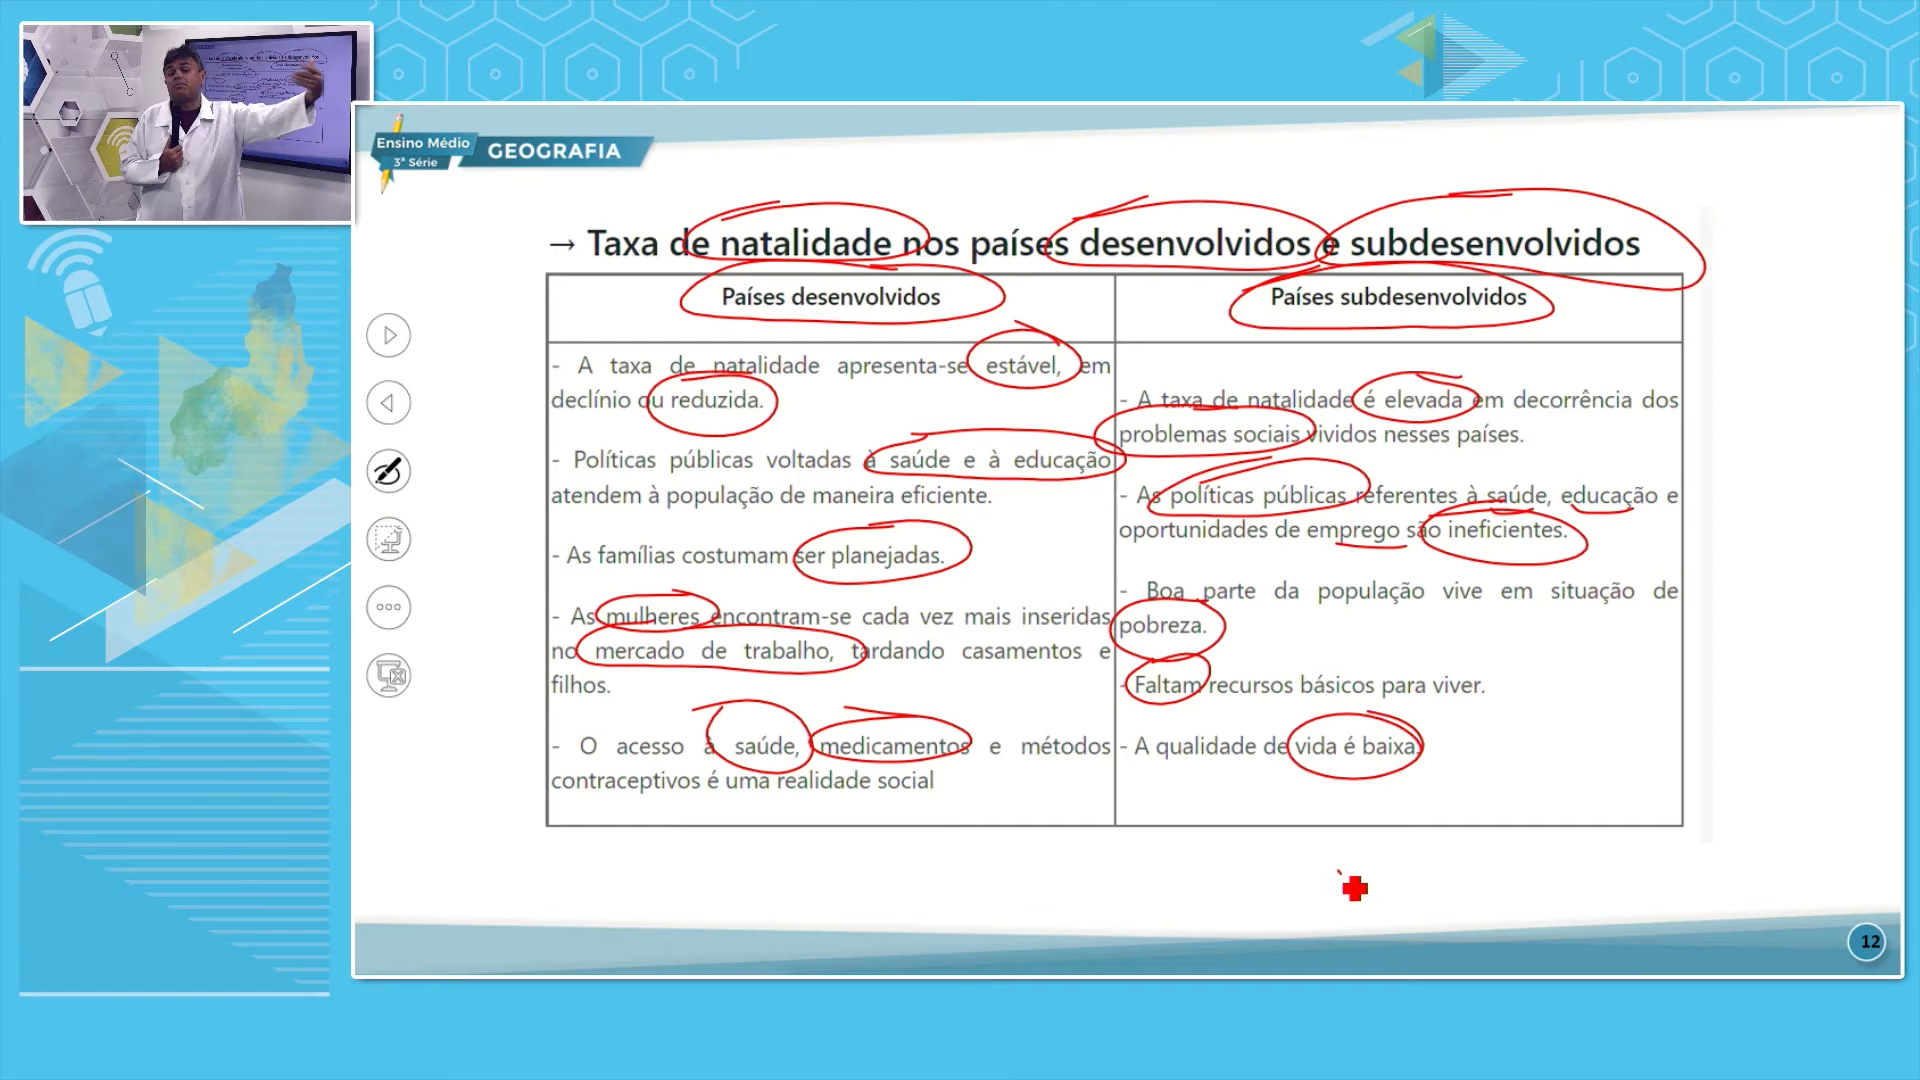 Ensino Médio
3ª Série
GEOGRAFIA
→ Taxa de natalidade nos países desenvolvidos e subdesenvolvidos
Países desenvolvidos
- A taxa de natalidade apresenta-se estável, em
declínio ou reduzida.
- Políticas públicas voltadas à saúde e à educação
atendem à população de maneira eficiente.
- As famílias costumam ser planejadas.
- As mulheres encontram-se cada vez mais inseridas
no mercado de trabalho, tardando casamentos e
filhos.
- O acesso à saúde, medicamentos e métodos
contraceptivos é uma realidade social
Países subdesenvolvidos
- A taxa de natalidade é elevada em decorrência dos
problemas sociais vividos nesses países.
- As políticas públicas referentes à saúde, educação e
oportunidades de emprego são ineficientes.
- Boa parte da população vive em situação de
pobreza.
- Faltam recursos básicos para viver.
- A qualidade de vida é baixa.
12